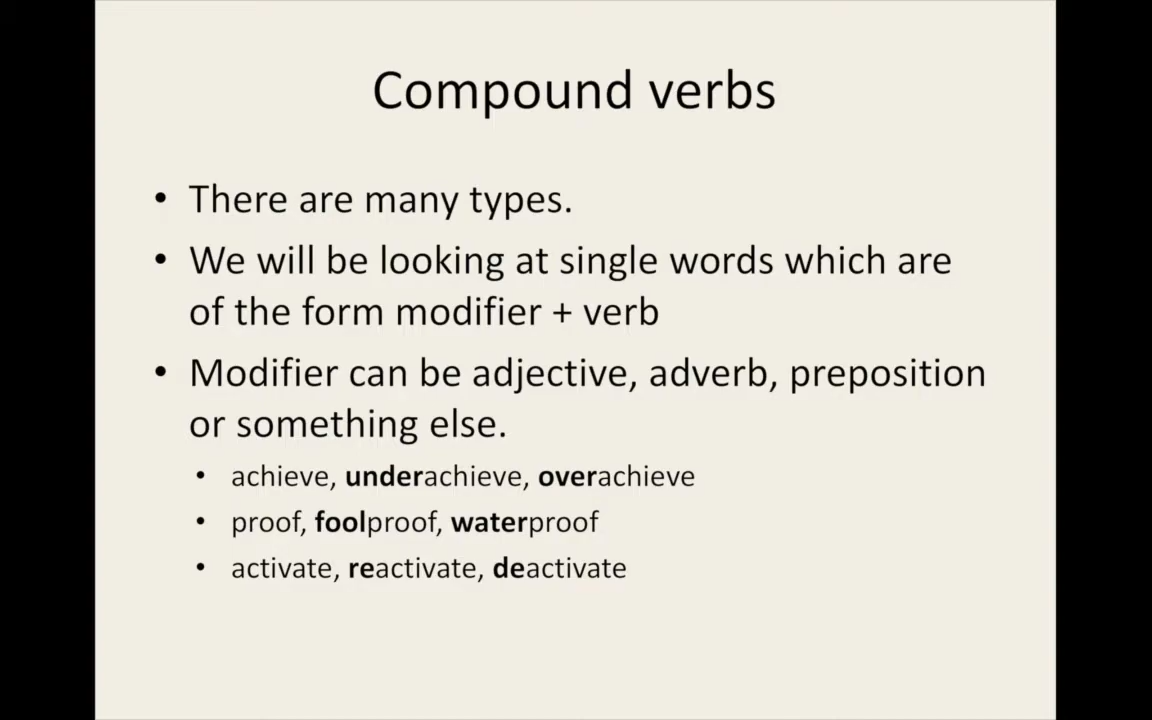 Compound verbs
• There are many types.
• We will be looking at single words which are
of the form modifier + verb
• Modifier can be adjective, adverb, preposition
or something else.
• achieve, underachieve, overachieve
• proof, foolproof, waterproof
• activate, reactivate, deactivate